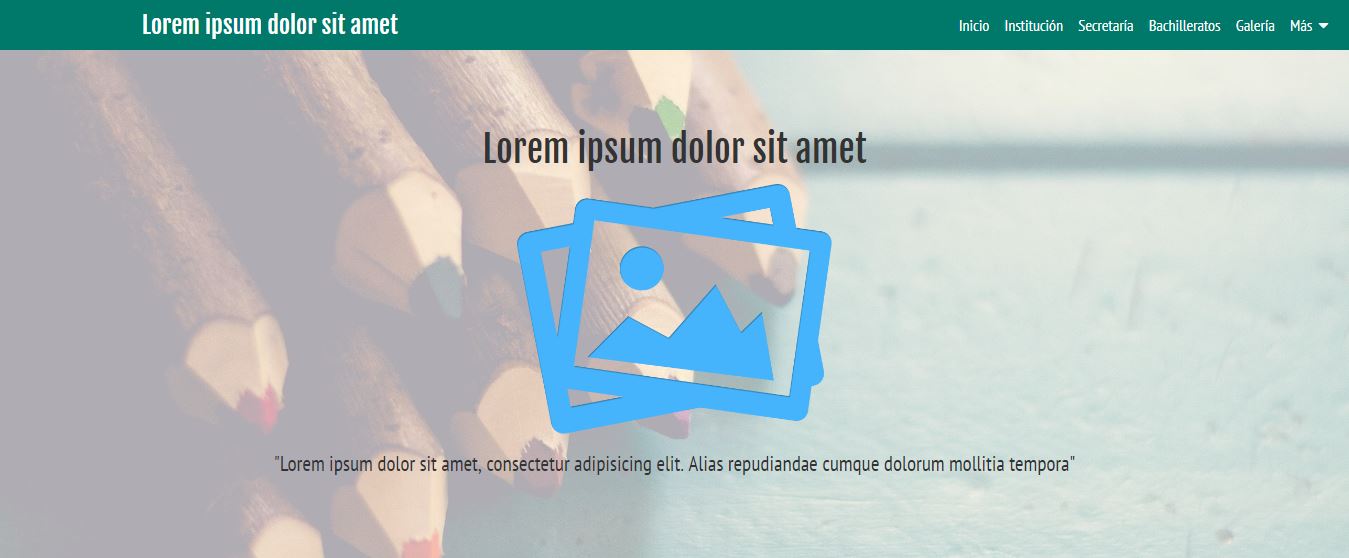 Lorem ipsum dolor sit amet
Inicio Institución Secretaría Bachilleratos Galería Más
Lorem ipsum dolor sit amet
"Lorem ipsum dolor sit amet, consectetur adipisicing elit. Alias repudiandae cumque dolorum mollitia tempora"